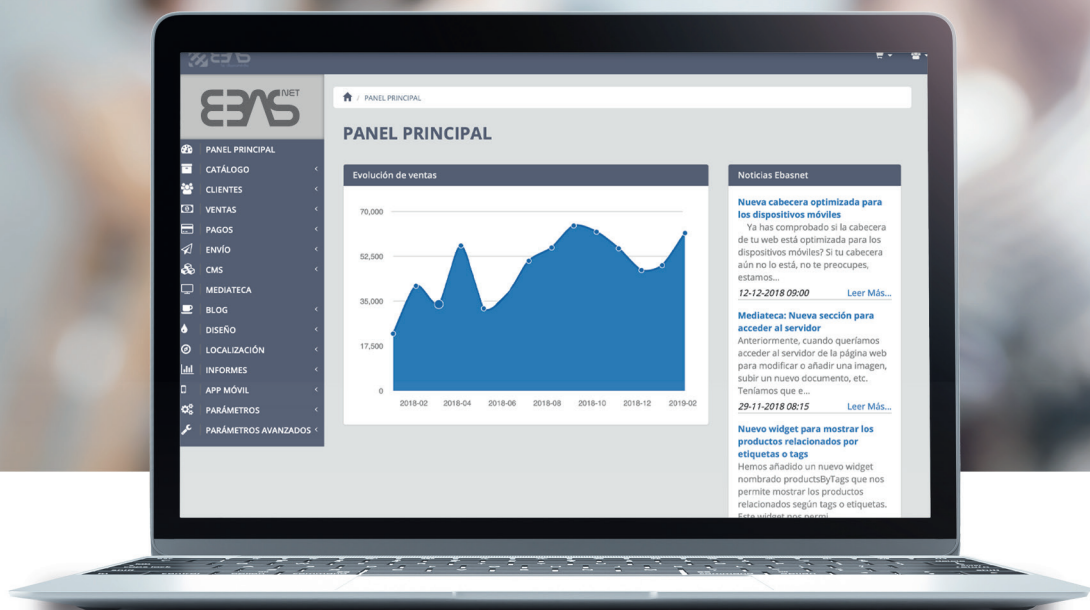 EBAS
EBAS NET
PANEL PRINCIPAL
CATÁLOGO
CLIENTES
VENTAS
PAGOS
ENVÍO
CMS
MEDIATECA
BLOG
DISEÑO
LOCALIZACIÓN
INFORMES
APP MÓVIL
PARÁMETROS
PARÁMETROS AVANZADOS
/ PANEL PRINCIPAL
PANEL PRINCIPAL
Evolución de ventas
70,000
52,500
35,000
17,500
0
2018-02 2018-04 2018-06 2018-08 2018-10 2018-12 2019-02
Noticias Ebasnet
Nueva cabecera optimizada para
los dispositivos móviles
Ya has comprobado si la cabecera
de tu web está optimizada para los
dispositivos móviles? Si tu cabecera
aún no lo está, no te preocupes,
estamos...
12-12-2018 09:00 Leer Más...
Mediateca: Nueva sección para
acceder al servidor
Anteriormente, cuando queríamos
acceder al servidor de la página web
para modificar o añadir una imagen,
subir un nuevo documento, etc.
Teníamos que e...
29-11-2018 08:15 Leer Más...
Nuevo widget para mostrar los
productos relacionados por
etiquetas o tags
Hemos añadido un nuevo widget
nombrado productsByTags que nos
permite mostrar los productos
relacionados según tags o etiquetas.
Este widget nos permi...